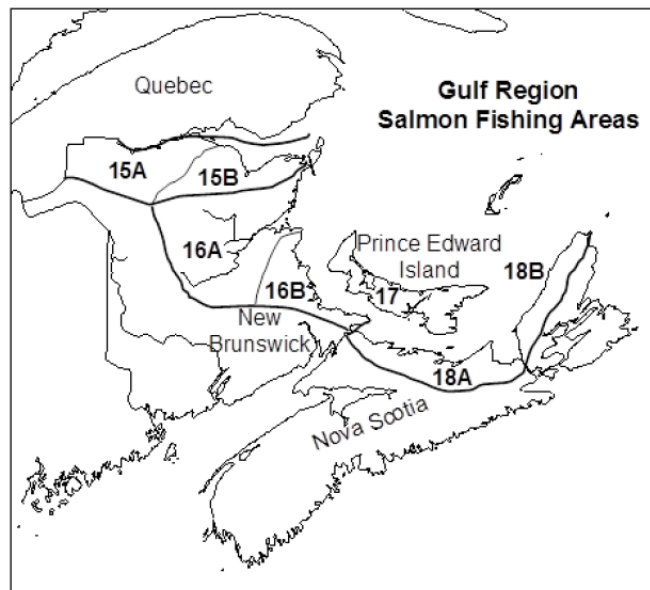 Quebec
Gulf Region
Salmon Fishing Areas
15A
15B
16A
Prince Edward
Island
18B
17
16B
New
Brunswick
18A
Nova Scotia